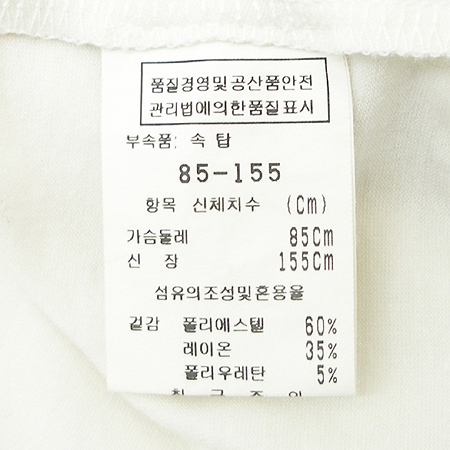 품질경영및공산품안전
관리법에의한품질표시
부속품: 속 탑
85-155
항목 신체치수 (Cm)
가슴둘레 85Cm
신 장 155Cm
섬유의조성및혼용율
겉감 폴리에스텔 60%
레이온 35%
폴리우레탄 5%